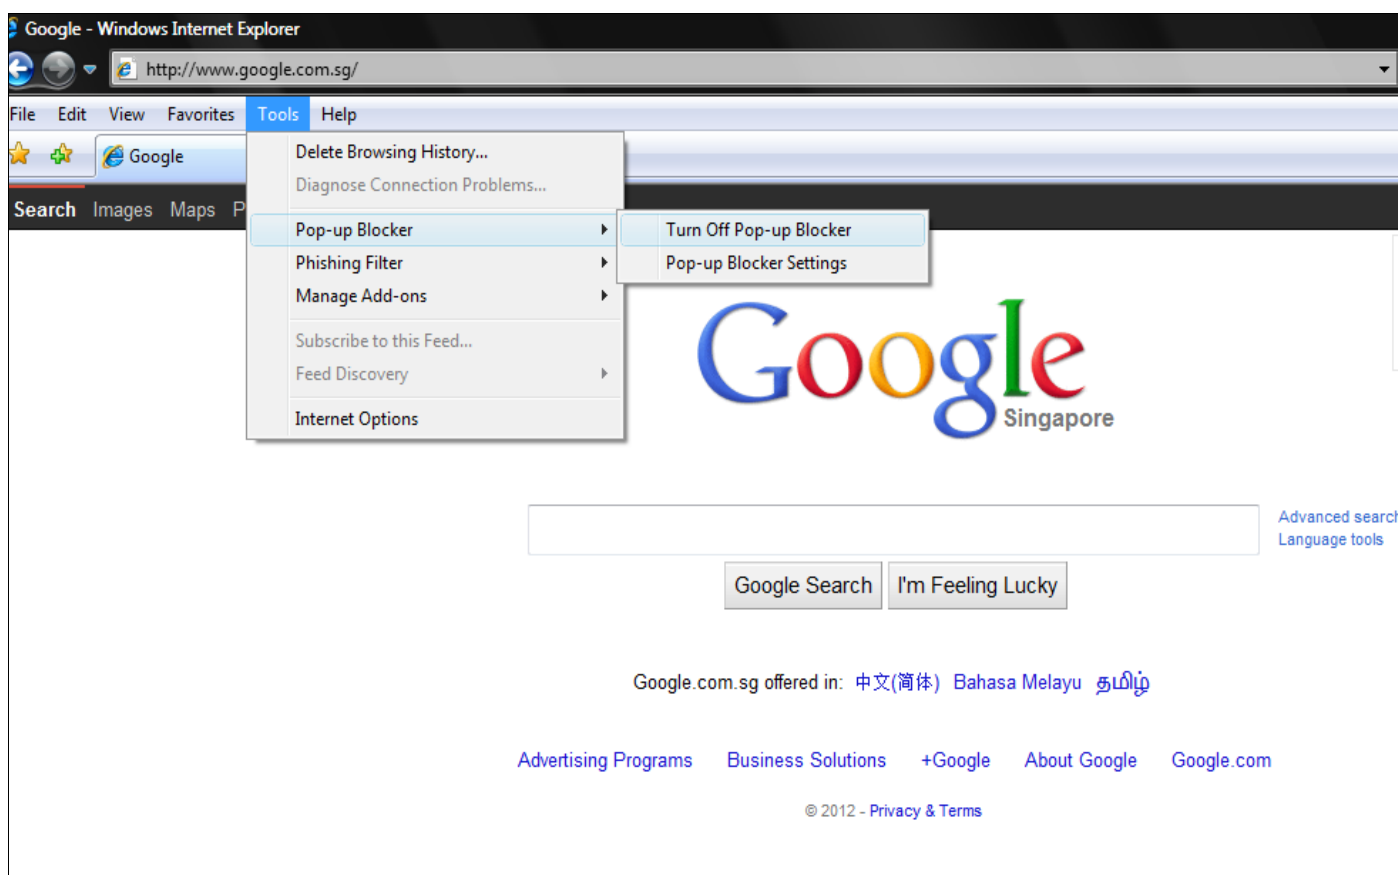 Google - Windows Internet Explorer
http://www.google.com.sg/
File Edit View Favorites Tools Help
Google
Delete Browsing History...
Diagnose Connection Problems...
Search Images Maps P
Pop-up Blocker
Turn Off Pop-up Blocker
Phishing Filter
Pop-up Blocker Settings
Manage Add-ons
Subscribe to this Feed...
Feed Discovery
Internet Options
Google
Singapore
Advanced search
Language tools
Google Search I'm Feeling Lucky
Google.com.sg offered in: 中文(简体) Bahasa Melayu தமிழ்
Advertising Programs Business Solutions +Google About Google Google.com
© 2012 - Privacy & Terms